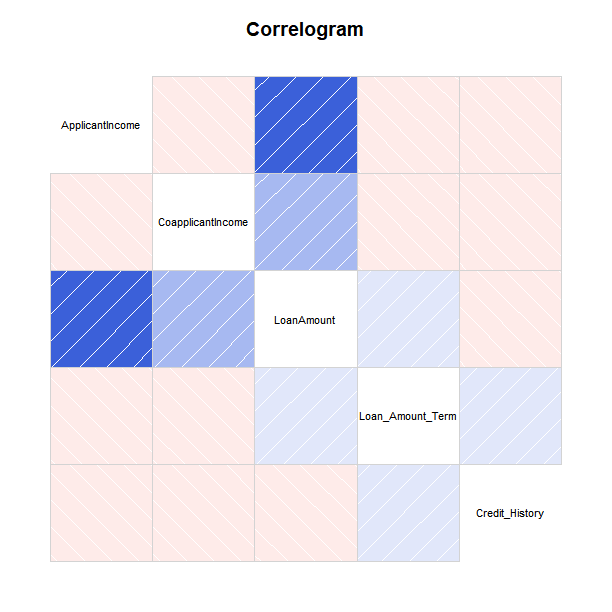 Correlogram
ApplicantIncome
CoapplicantIncome
LoanAmount
Loan_Amount_Term
Credit_History